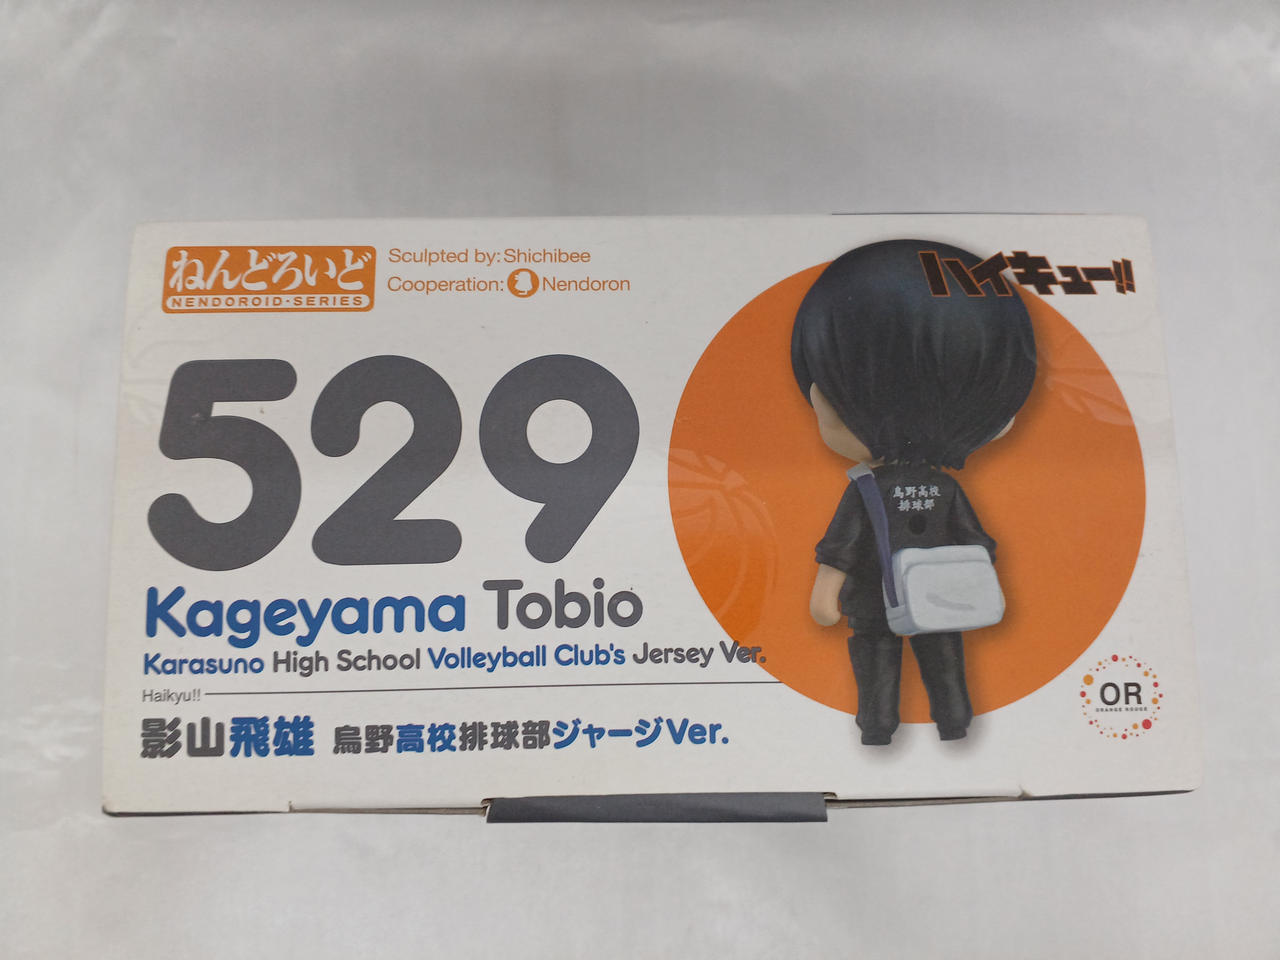 ねんどろいど
NENDOROID・SERIES
Sculpted by: Shichibee
Cooperation: Nendoron
ハイキュー!!
529
Kageyama Tobio
Karasuno High School Volleyball Club's Jersey Ver.
Haikyu!!
影山飛雄 烏野高校排球部ジャージVer.
烏野高校
排球部
OR
ORANGE ROUGE